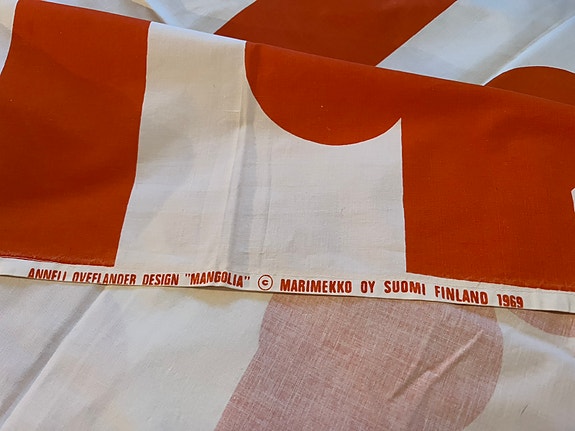 ANNELI QVEFLANDER DESIGN "MANGOLIA" © MARIMEKKO OY SUOMI FINLAND 1969